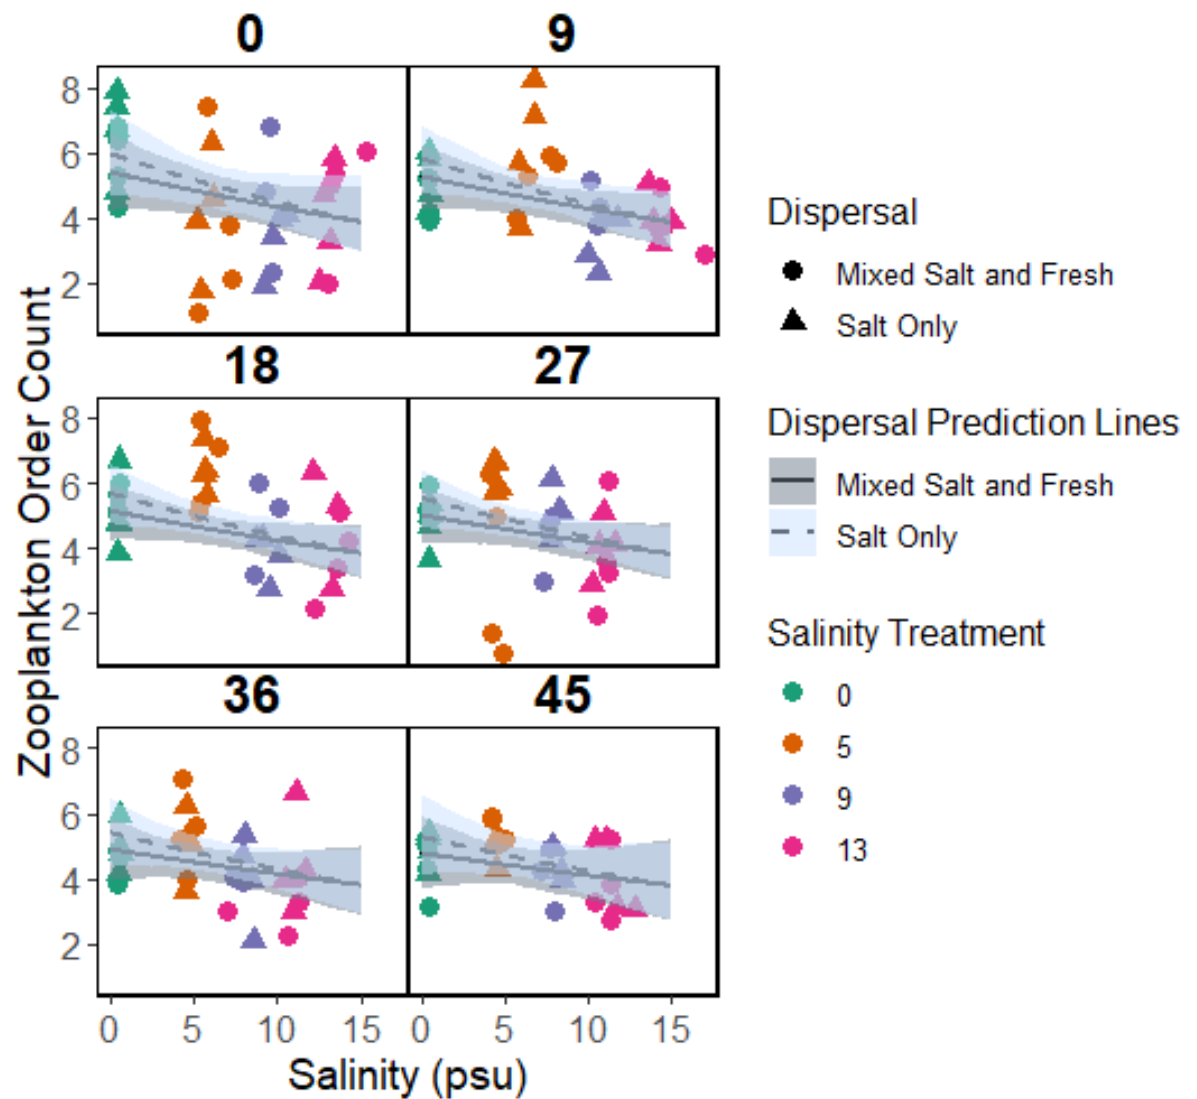 0 9
8
6
4
2
18 27
8
6
4
2
36 45
8
6
4
2
0 5 10 15 0 5 10 15
Salinity (psu)
Zooplankton Order Count
Dispersal
Mixed Salt and Fresh
Salt Only
Dispersal Prediction Lines
Mixed Salt and Fresh
Salt Only
Salinity Treatment
0
5
9
13